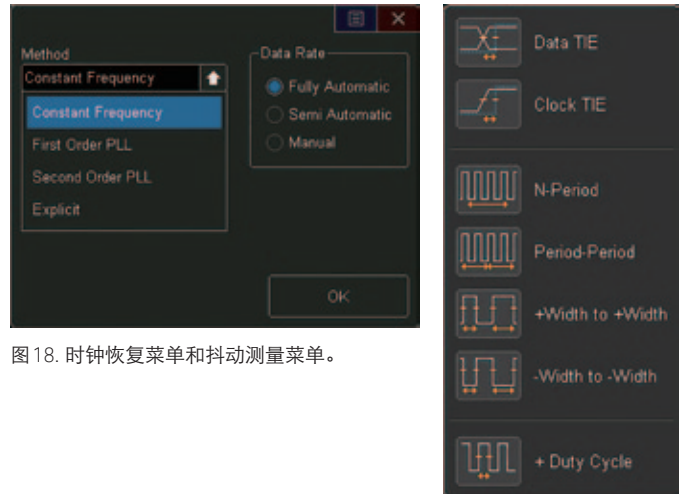 Method
Constant Frequency
Constant Frequency
First Order PLL
Second Order PLL
Explicit
Data Rate
Fully Automatic
Semi Automatic
Manual
OK
图18. 时钟恢复菜单和抖动测量菜单。
Data TIE
Clock TIE
N-Period
Period-Period
+Width to +Width
-Width to -Width
+ Duty Cycle